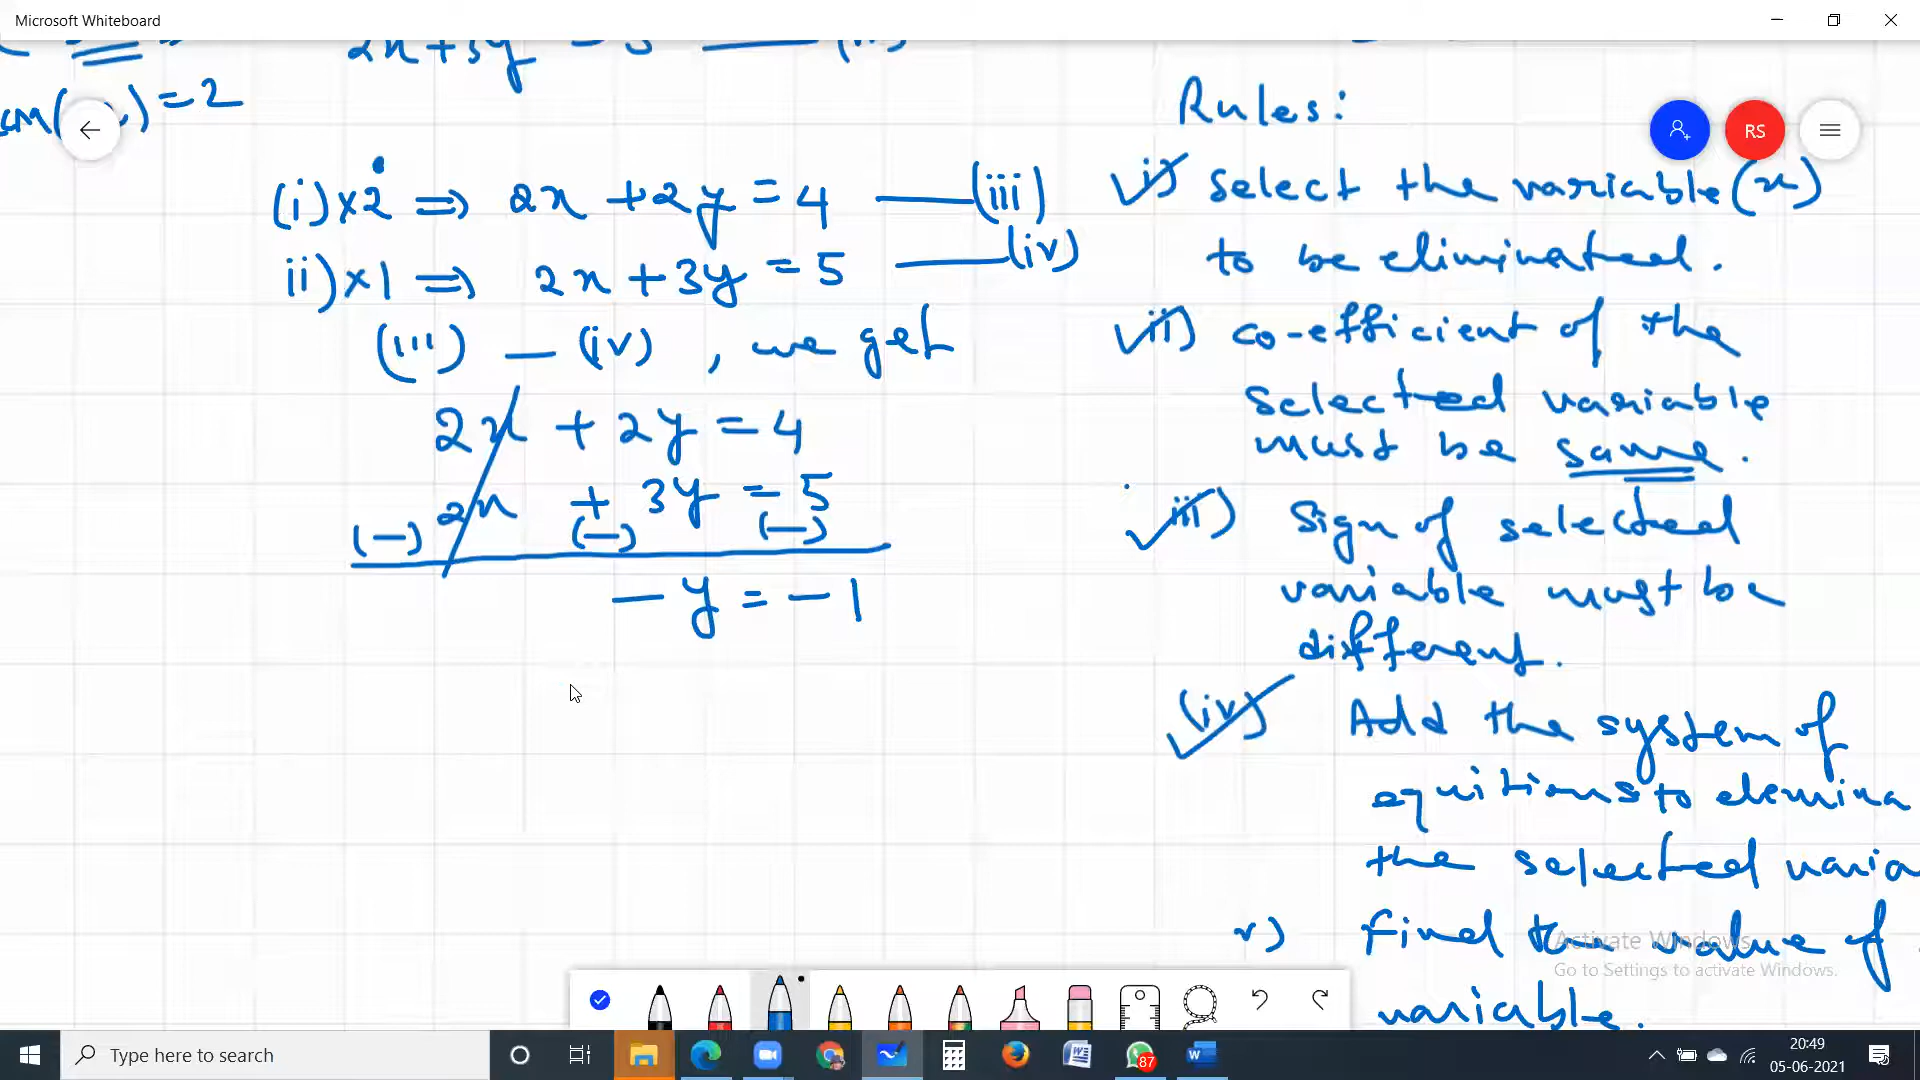 Microsoft Whiteboard
2x+3y = 5 —— (ii)
cm( ) = 2
(i)×2 ⇒ 2x + 2y = 4 —— (iii)
ii)×1 ⇒ 2x + 3y = 5 —— (iv)
(iii) — (iv), we get
2x + 2y = 4
2x + 3y = 5
(—) (—) (—)
— y = — 1
Rules:
i) select the variable (x)
to be eliminated.
ii) co-efficient of the
selected variable
must be same.
iii) Sign of selected
variable must be
different.
(iv) Add the system of
equitions to elemina
the selected varia
v) Find the value of
variable.
RS
Activate Windows
Go to Settings to activate Windows.
Type here to search
87
20:49
05-06-2021